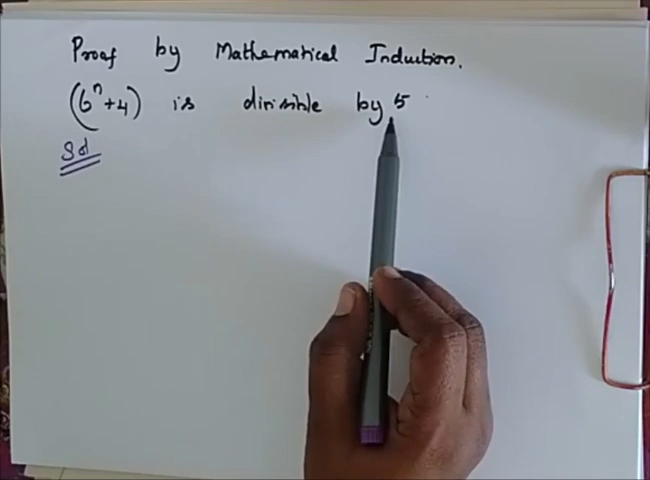 Proof by Mathematical Induction.
(6ⁿ+4) is divisible by 5
Sol